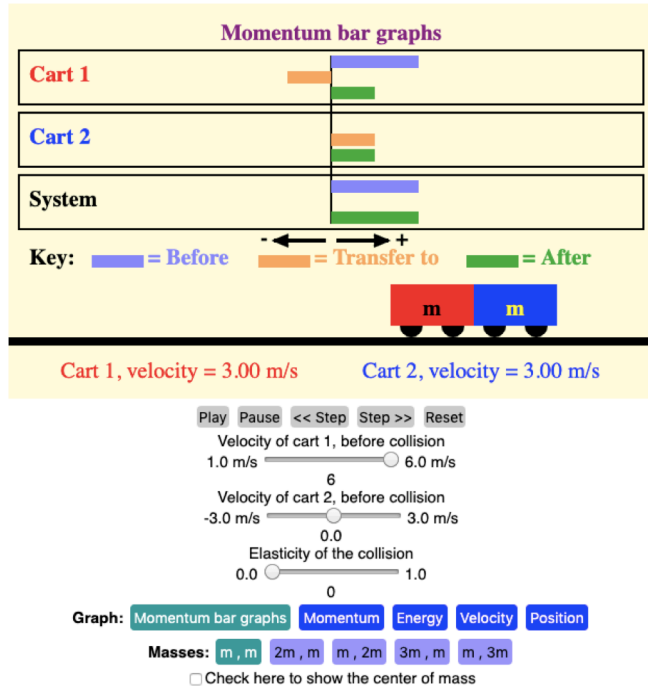 Momentum bar graphs
Cart 1
Cart 2
System
- +
Key: = Before = Transfer to = After
m m
Cart 1, velocity = 3.00 m/s Cart 2, velocity = 3.00 m/s
Play Pause << Step Step >> Reset
Velocity of cart 1, before collision
1.0 m/s 6.0 m/s
6
Velocity of cart 2, before collision
-3.0 m/s 3.0 m/s
0.0
Elasticity of the collision
0.0 1.0
0
Graph: Momentum bar graphs Momentum Energy Velocity Position
Masses: m , m 2m , m m , 2m 3m , m m , 3m
Check here to show the center of mass